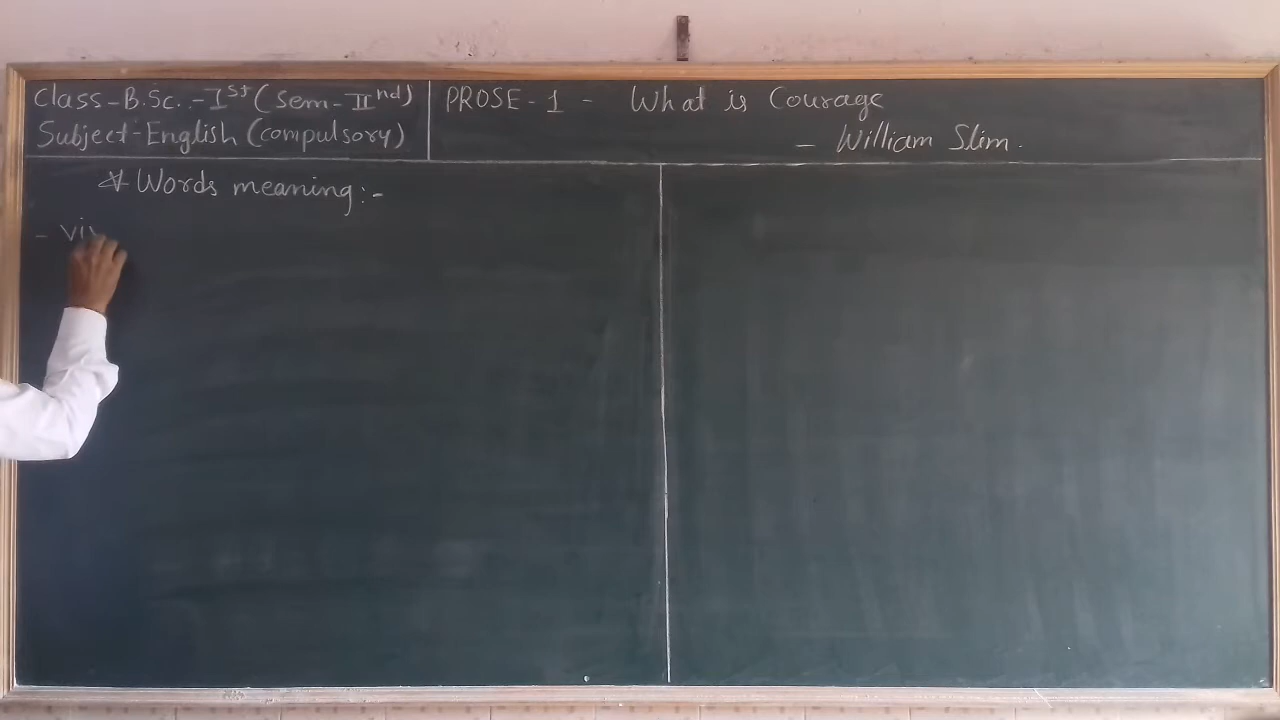 Class-B.Sc.-Ist (Sem-IInd)
Subject-English (compulsory)
PROSE-1 - What is Courage
- William Slim.
* Words meaning:-
- vi